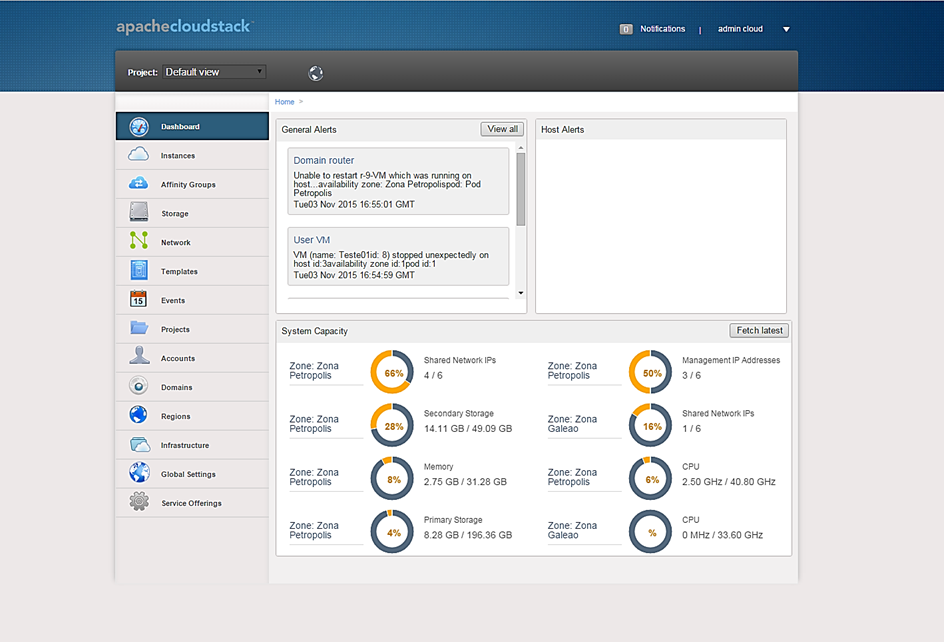 apachecloudstack™
0 Notifications | admin cloud
Project: Default view
Home >
Dashboard
Instances
Affinity Groups
Storage
Network
Templates
15 Events
Projects
Accounts
Domains
Regions
Infrastructure
Global Settings
Service Offerings
General Alerts
View all
Domain router
Unable to restart r-9-VM which was running on
host...availability zone: Zona Petropolispod: Pod
Petropolis
Tue03 Nov 2015 16:55:01 GMT
User VM
VM (name: Teste01id: 8) stopped unexpectedly on
host id:3availability zone id:1pod id:1
Tue03 Nov 2015 16:54:59 GMT
Host Alerts
System Capacity
Fetch latest
Zone: Zona
Petropolis
66%
Shared Network IPs
4 / 6
Zone: Zona
Petropolis
50%
Management IP Addresses
3 / 6
Zone: Zona
Petropolis
28%
Secondary Storage
14.11 GB / 49.09 GB
Zone: Zona
Galeao
16%
Shared Network IPs
1 / 6
Zone: Zona
Petropolis
8%
Memory
2.75 GB / 31.28 GB
Zone: Zona
Petropolis
6%
CPU
2.50 GHz / 40.80 GHz
Zone: Zona
Petropolis
4%
Primary Storage
8.28 GB / 196.36 GB
Zone: Zona
Galeao
%
CPU
0 MHz / 33.60 GHz